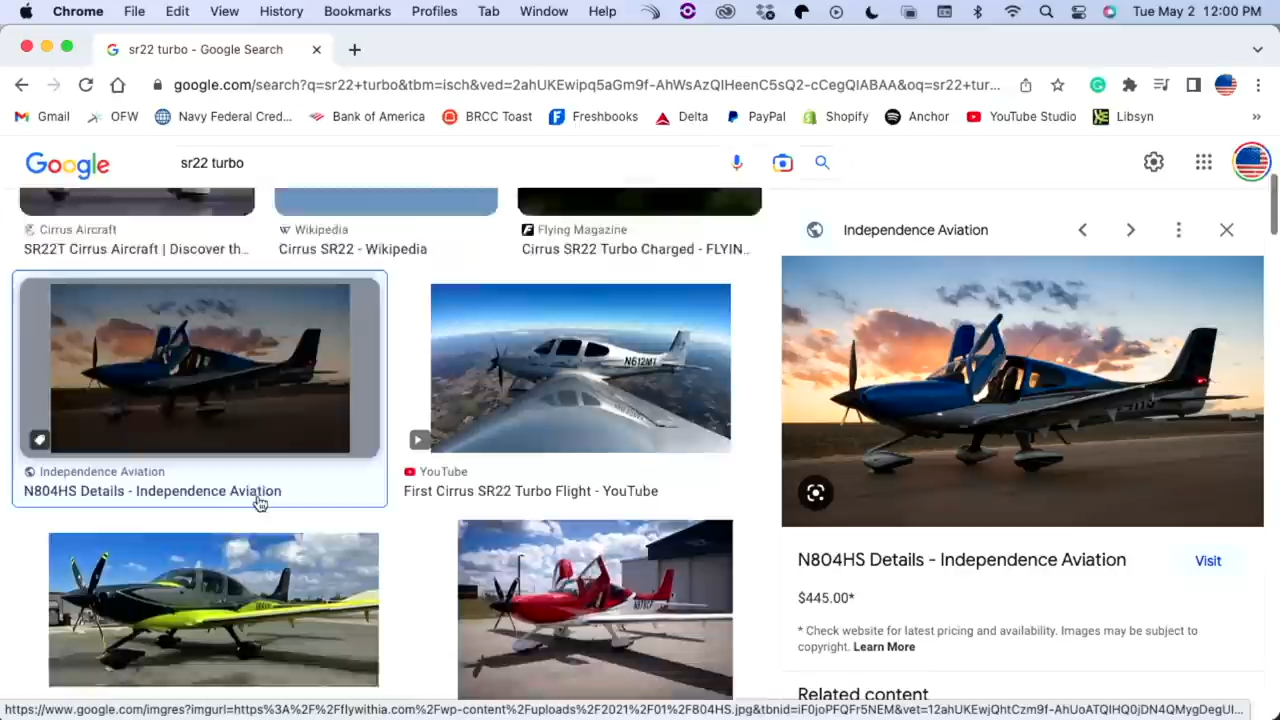 Chrome File Edit View History Bookmarks Profiles Tab Window Help Tue May 2 12:00 PM
sr22 turbo - Google Search
google.com/search?q=sr22+turbo&tbm=isch&ved=2ahUKEwipq5aGm9f-AhWsAzQIHeenC5sQ2-cCegQIABAA&oq=sr22+tur...
Gmail OFW Navy Federal Cred... Bank of America BRCC Toast Freshbooks Delta PayPal Shopify Anchor YouTube Studio Libsyn »
Google sr22 turbo
Cirrus Aircraft
SR22T Cirrus Aircraft | Discover th...
Wikipedia
Cirrus SR22 - Wikipedia
Flying Magazine
Cirrus SR22 Turbo Charged - FLYIN...
N612MT
Independence Aviation
N804HS Details - Independence Aviation
YouTube
First Cirrus SR22 Turbo Flight - YouTube
Independence Aviation
N804HS Details - Independence Aviation
Visit
$445.00*
* Check website for latest pricing and availability. Images may be subject to
copyright. Learn More
Related content
https://www.google.com/imgres?imgurl=https%3A%2F%2Fflywithia.com%2Fwp-content%2Fuploads%2F2021%2F01%2F804HS.jpg&tbnid=iF0joPFQFr5NEM&vet=12ahUKEwjQhtCzm9f-AhUoATQIHQ0jDN4QMygDegUI...